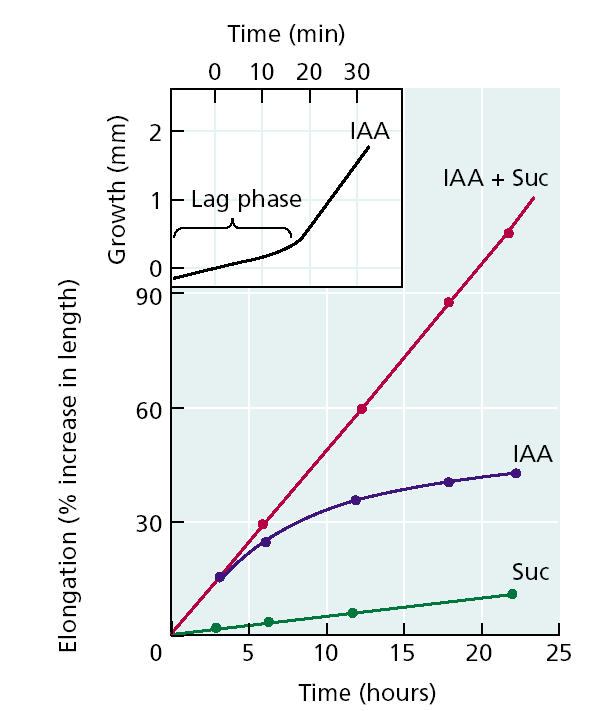 Time (min)
0 10 20 30
Growth (mm)
2
1
0
IAA
Lag phase
IAA + Suc
Elongation (% increase in length)
90
60
30
IAA
Suc
0 5 10 15 20 25
Time (hours)